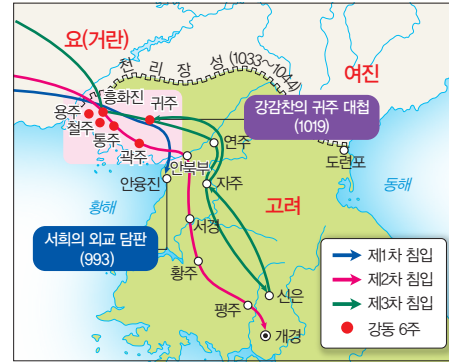 요(거란)
천 리 장 성 (1033~1044)
여진
흥화진
귀주
강감찬의 귀주 대첩
(1019)
용주
철주
통주
곽주
연주
안북부
도련포
안융진
자주
황해
고려
동해
서희의 외교 담판
(993)
서경
황주
평주
신은
개경
제1차 침입
제2차 침입
제3차 침입
강동 6주